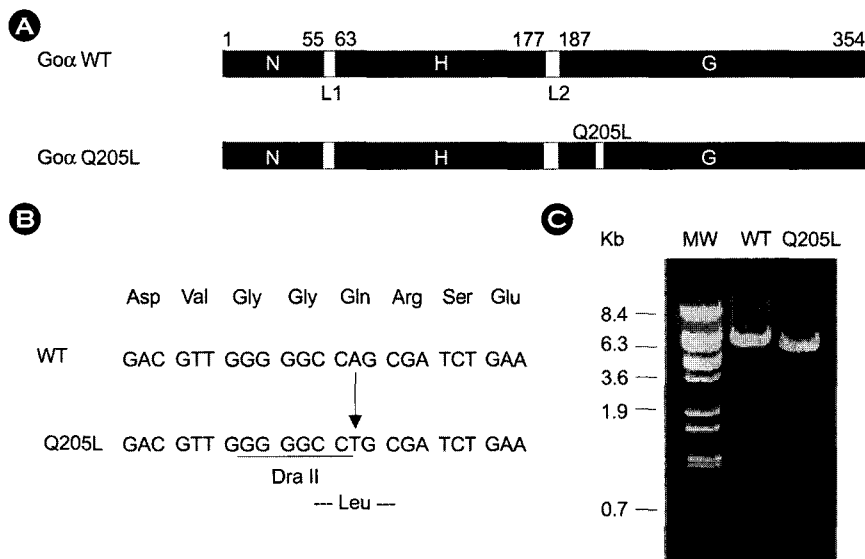 A
1 55 63 177 187 354
Goα WT N H G
L1 L2
Q205L
Goα Q205L N H G
B
Asp Val Gly Gly Gln Arg Ser Glu
WT GAC GTT GGG GGC CAG CGA TCT GAA
Q205L GAC GTT GGG GGC CTG CGA TCT GAA
Dra II
--- Leu ---
C
Kb MW WT Q205L
8.4
6.3
3.6
1.9
0.7